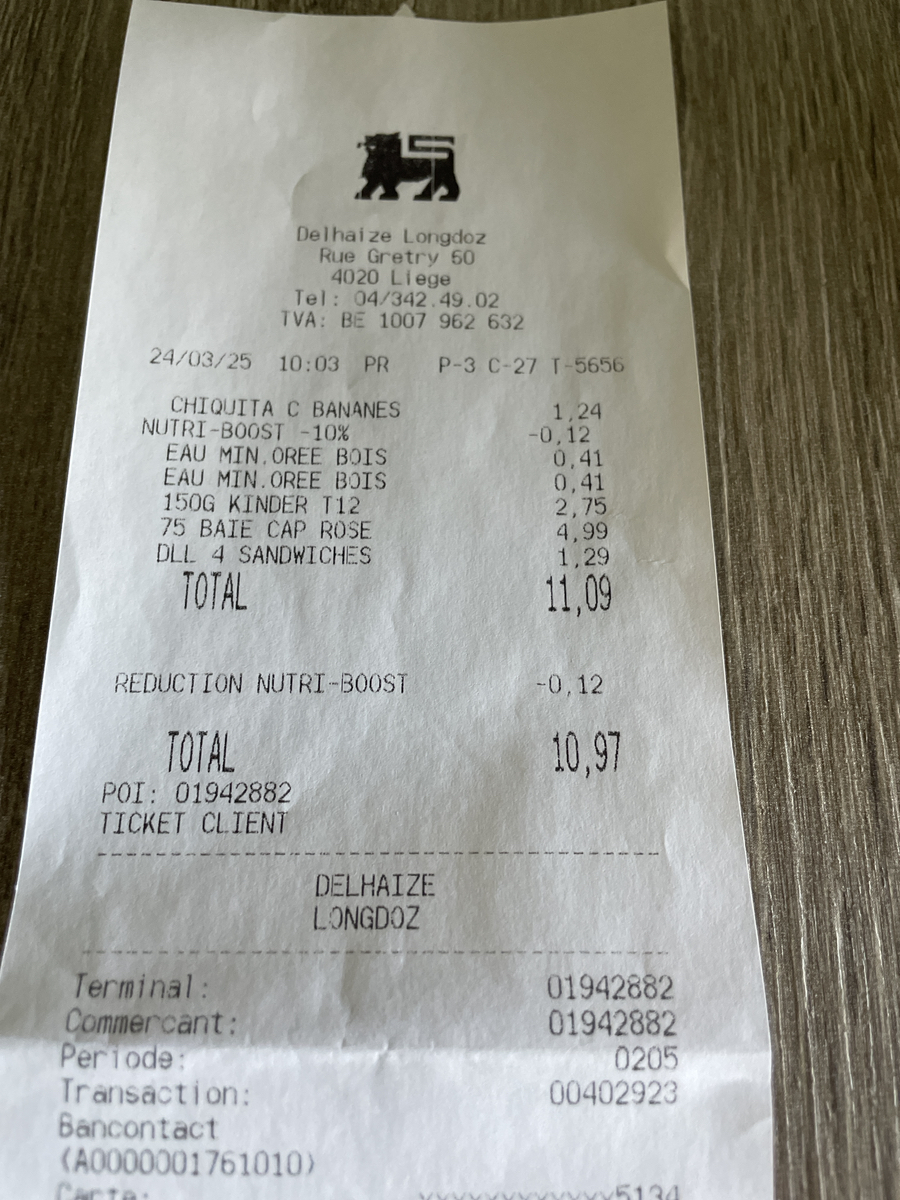 Delhaize Longdoz
Rue Gretry 60
4020 Liege
Tel: 04/342.49.02
TVA: BE 1007 962 632
24/03/25 10:03 PR P-3 C-27 T-5656
CHIQUITA C BANANES 1,24
NUTRI-BOOST -10% -0,12
EAU MIN.OREE BOIS 0,41
EAU MIN.OREE BOIS 0,41
150G KINDER T12 2,75
75 BAIE CAP ROSE 4,99
DLL 4 SANDWICHES 1,29
TOTAL 11,09
REDUCTION NUTRI-BOOST -0,12
TOTAL 10,97
POI: 01942882
TICKET CLIENT
DELHAIZE
LONGDOZ
Terminal: 01942882
Commercant: 01942882
Periode: 0205
Transaction: 00402923
Bancontact
(A0000001761010)
Carte: xxxxxxxxxxxxx5134